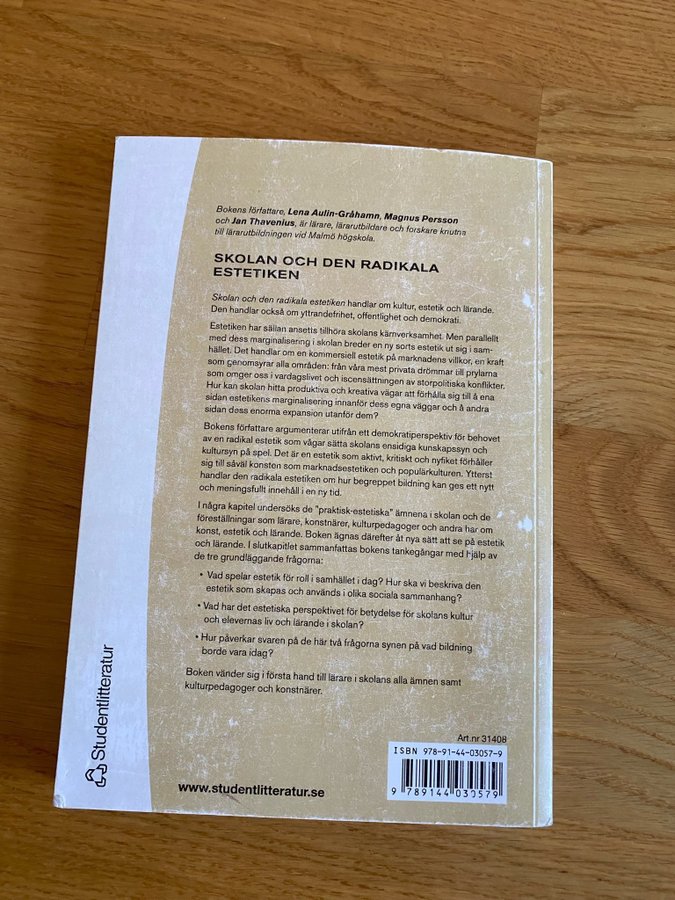 Bokens författare, Lena Aulin-Gråhamn, Magnus Persson
och Jan Thavenius, är lärare, lärarutbildare och forskare knutna
till lärarutbildningen vid Malmö högskola.
SKOLAN OCH DEN RADIKALA
ESTETIKEN
Skolan och den radikala estetiken handlar om kultur, estetik och lärande.
Den handlar också om yttrandefrihet, offentlighet och demokrati.
Estetiken har sällan ansetts tillhöra skolans kärnverksamhet. Men parallellt
med dess marginalisering i skolan breder en ny sorts estetik ut sig i sam-
hället. Det handlar om en kommersiell estetik på marknadens villkor, en kraft
som genomsyrar alla områden: från våra mest privata drömmar till prylarna
som omger oss i vardagslivet och iscensättningen av storpolitiska konflikter.
Hur kan skolan hitta produktiva och kreativa vägar att förhålla sig till å ena
sidan estetikens marginalisering innanför dess egna väggar och å andra
sidan dess enorma expansion utanför dem?
Bokens författare argumenterar utifrån ett demokratiperspektiv för behovet
av en radikal estetik som vågar sätta skolans ensidiga kunskapssyn och
kultursyn på spel. Det är en estetik som aktivt, kritiskt och nyfiket förhåller
sig till såväl konsten som marknadsestetiken och populärkulturen. Ytterst
handlar den radikala estetiken om hur begreppet bildning kan ges ett nytt
och meningsfullt innehåll i en ny tid.
I några kapitel undersöks de "praktisk-estetiska" ämnena i skolan och de
föreställningar som lärare, konstnärer, kulturpedagoger och andra har om
konst, estetik och lärande. Boken ägnas därefter åt nya sätt att se på estetik
och lärande. I slutkapitlet sammanfattas bokens tankegångar med hjälp av
de tre grundläggande frågorna:
• Vad spelar estetik för roll i samhället i dag? Hur ska vi beskriva den
estetik som skapas och används i olika sociala sammanhang?
• Vad har det estetiska perspektivet för betydelse för skolans kultur
och elevernas liv och lärande i skolan?
• Hur påverkar svaren på de här två frågorna synen på vad bildning
borde vara idag?
Boken vänder sig i första hand till lärare i skolans alla ämnen samt
kulturpedagoger och konstnärer.
Studentlitteratur
www.studentlitteratur.se
Art.nr 31408
ISBN 978-91-44-03057-9
9 789144 030579